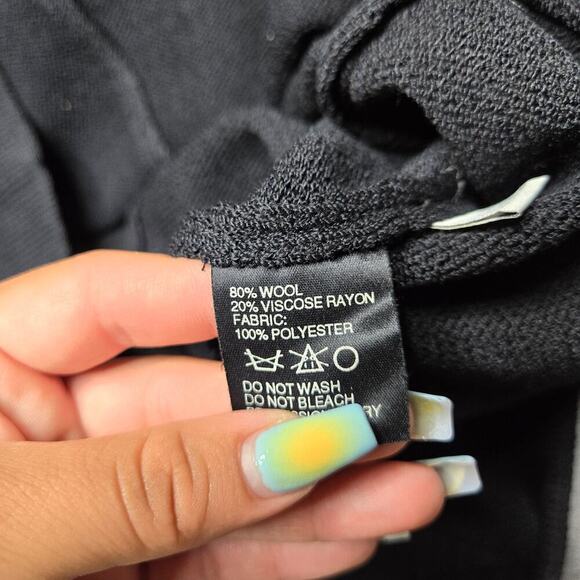 80% WOOL
20% VISCOSE RAYON
FABRIC:
100% POLYESTER
DO NOT WASH
DO NOT BLEACH